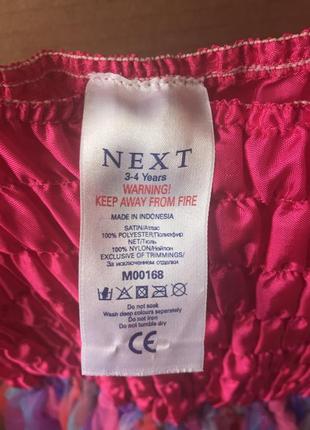 NEXT
3-4 Years
WARNING!
KEEP AWAY FROM FIRE
MADE IN INDONESIA
SATIN/Атлас
100% POLYESTER/Полиэфир
NET/Тюль
100% NYLON/Нейлон
EXCLUSIVE OF TRIMMINGS/
За исключением отделки
M00168
Do not soak
Wash deep colours separately
Do not iron
Do not tumble dry
CE